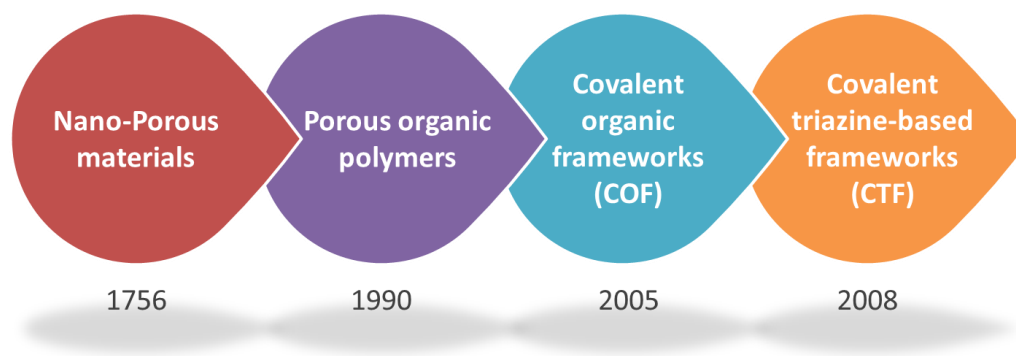 Nano-Porous
materials
Porous organic
polymers
Covalent
organic
frameworks
(COF)
Covalent
triazine-based
frameworks
(CTF)
1756
1990
2005
2008